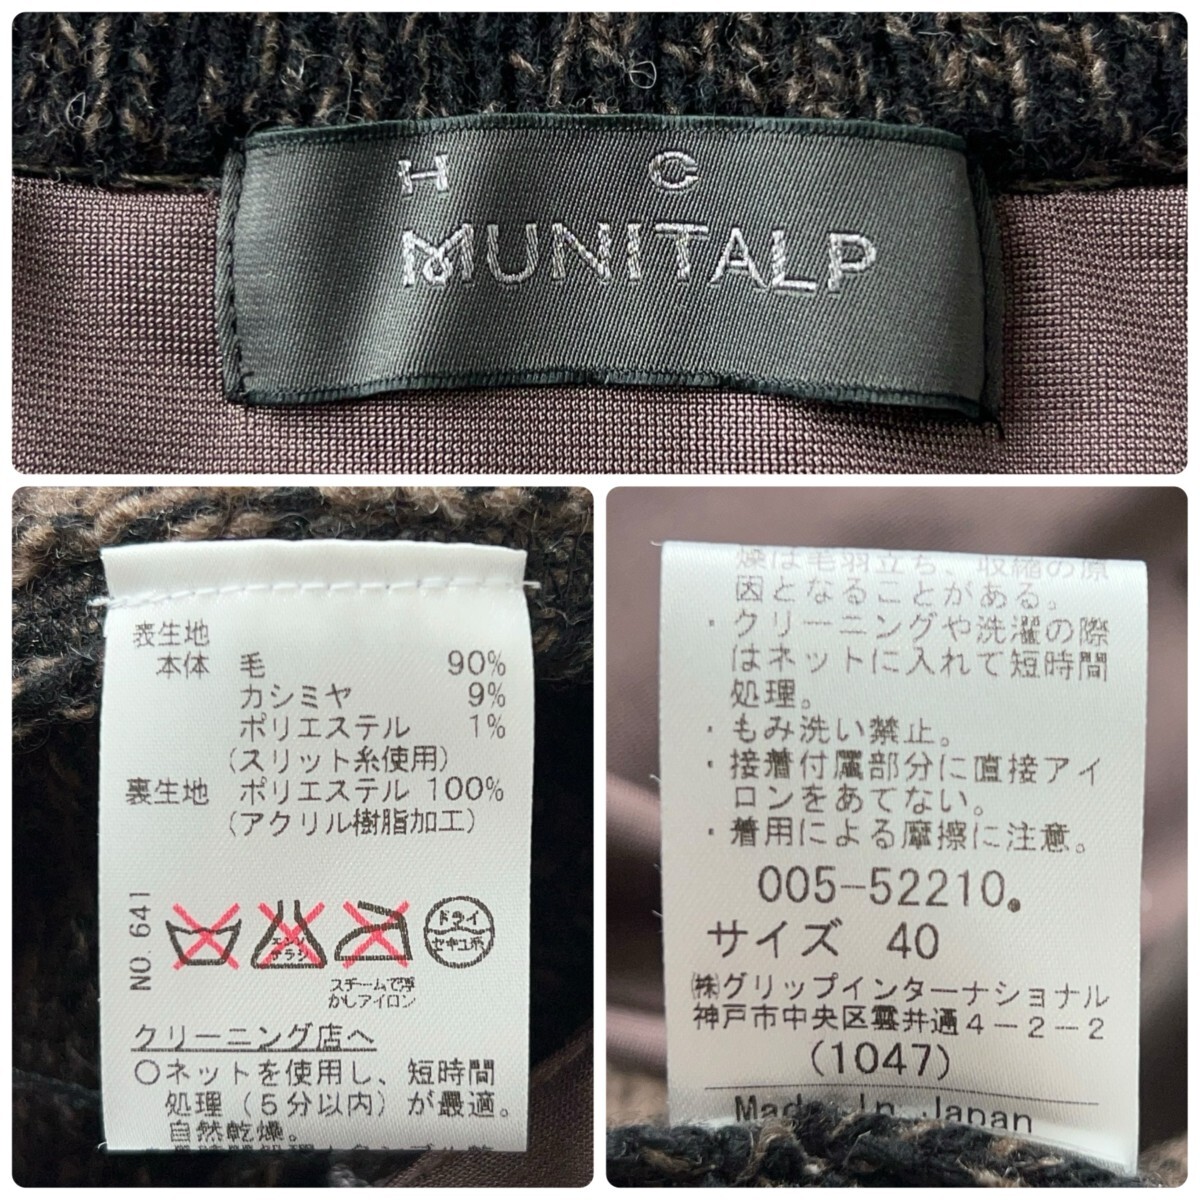 H C
MUNITALP
表生地
本体 毛 90%
カシミヤ 9%
ポリエステル 1%
(スリット糸使用)
裏生地 ポリエステル 100%
(アクリル樹脂加工)
NO. 641
エンソ
サラシ
ドライ
セキユ系
スチームで浮
かしアイロン
クリーニング店へ
○ネットを使用し、短時間
処理(5分以内)が最適。
自然乾燥。
燥は毛羽立ち、収縮の原
因となることがある。
・クリーニングや洗濯の際
はネットに入れて短時間
処理。
・もみ洗い禁止。
・接着付属部分に直接アイ
ロンをあてない。
・着用による摩擦に注意。
005-52210.
サイズ 40
㈱グリップインターナショナル
神戸市中央区雲井通4-2-2
(1047)
Made In Japan